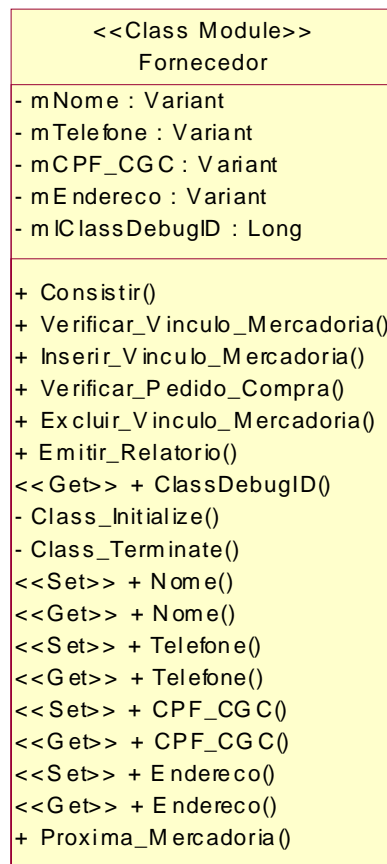 <<Class Module>>
Fornecedor
- mNome : Variant
- mTelefone : Variant
- mCPF_CGC : Variant
- mEndereco : Variant
- mlClassDebugID : Long
+ Consistir()
+ Verificar_Vinculo_Mercadoria()
+ Inserir_Vinculo_Mercadoria()
+ Verificar_Pedido_Compra()
+ Excluir_Vinculo_Mercadoria()
+ Emitir_Relatorio()
<<Get>> + ClassDebugID()
- Class_Initialize()
- Class_Terminate()
<<Set>> + Nome()
<<Get>> + Nome()
<<Set>> + Telefone()
<<Get>> + Telefone()
<<Set>> + CPF_CGC()
<<Get>> + CPF_CGC()
<<Set>> + Endereco()
<<Get>> + Endereco()
+ Proxima_Mercadoria()